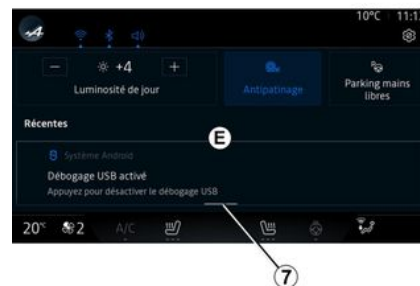 10°C 11:1
— +4 +
Luminosité de jour
Antipatinage
Parking mains
libres
Récentes
E
Système Android
Débogage USB activé
Appuyez pour désactiver le débogage USB
20°C 2 A/C
7